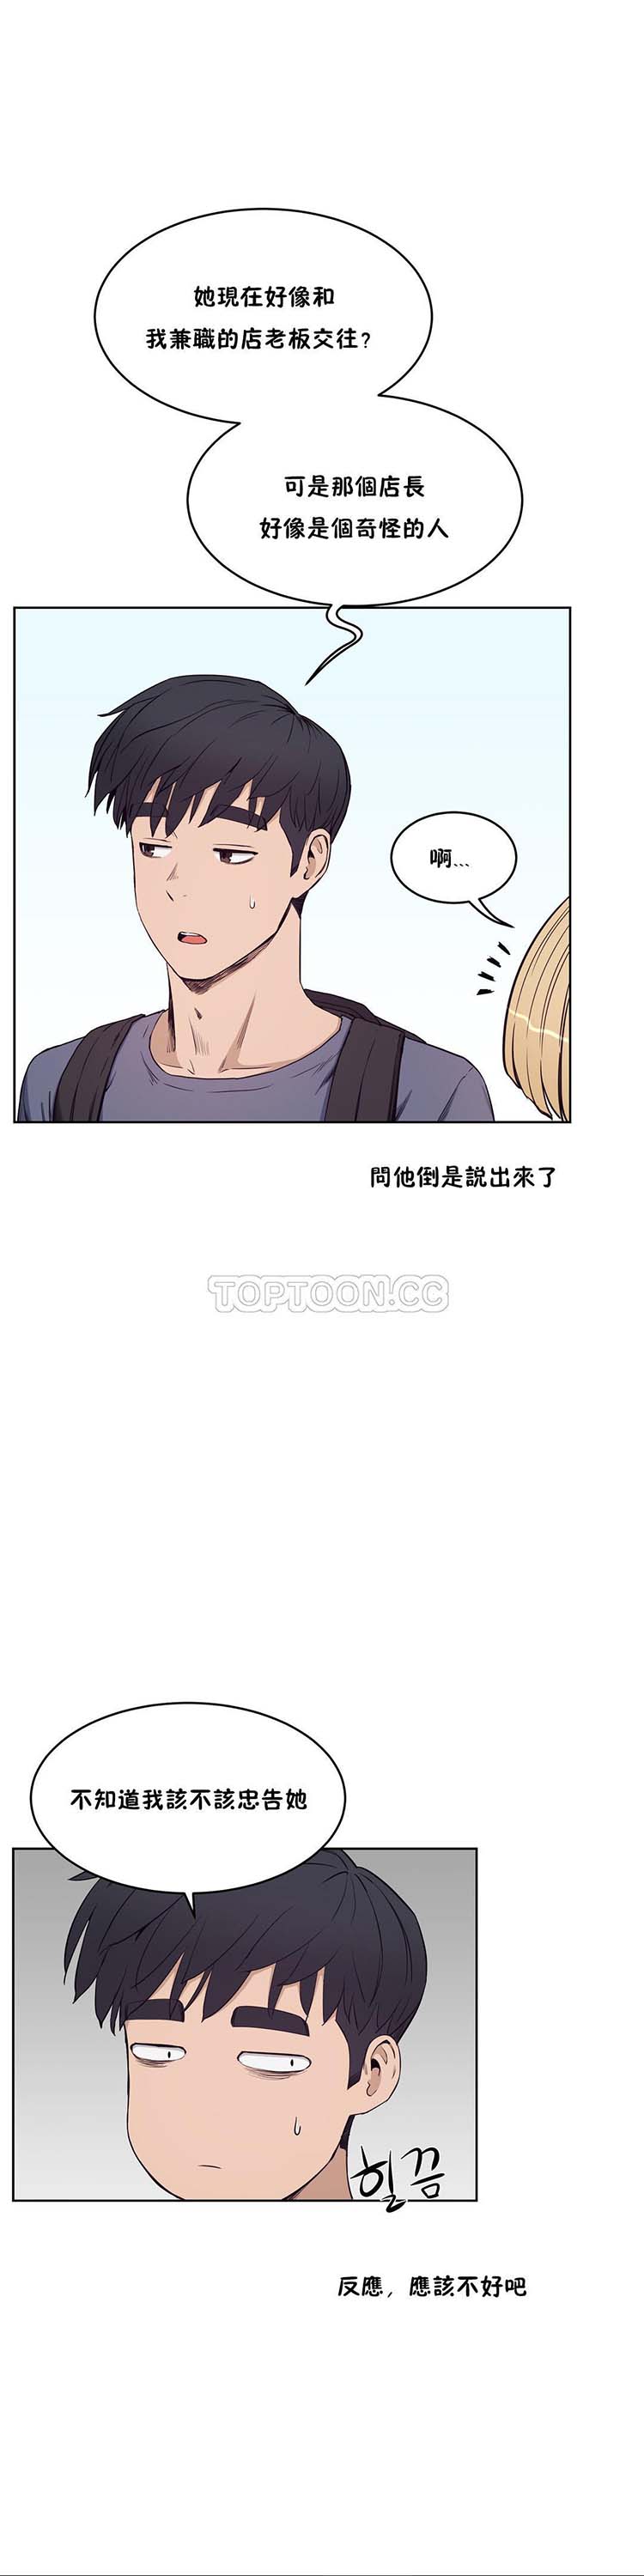 她現在好像和
我兼職的店老板交往?
可是那個店長
好像是個奇怪的人
啊...
問他倒是説出來了
TOPTOON.CC
不知道我該不該忠告她
힐끔
反應，應該不好吧